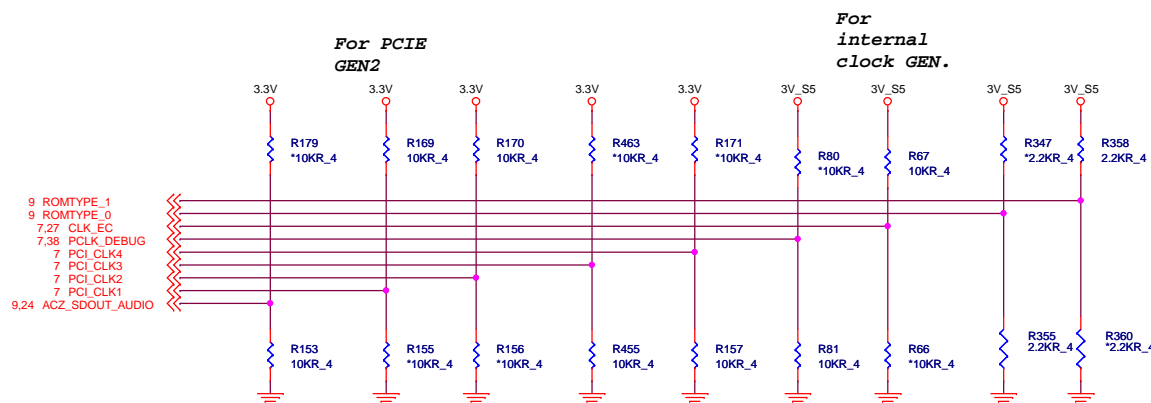 For PCIE
GEN2
For
internal
clock GEN.
3.3V 3.3V 3.3V 3.3V 3.3V 3V_S5 3V_S5 3V_S5 3V_S5
R179 R169 R170 R463 R171 R80 R67 R347 R358
*10KR_4 10KR_4 10KR_4 *10KR_4 *10KR_4 *10KR_4 10KR_4 *2.2KR_4 2.2KR_4
9 ROMTYPE_1
9 ROMTYPE_0
7,27 CLK_EC
7,38 PCLK_DEBUG
7 PCI_CLK4
7 PCI_CLK3
7 PCI_CLK2
7 PCI_CLK1
9,24 ACZ_SDOUT_AUDIO
R153 R155 R156 R455 R157 R81 R66 R355 R360
10KR_4 *10KR_4 *10KR_4 10KR_4 10KR_4 10KR_4 *10KR_4 2.2KR_4 *2.2KR_4